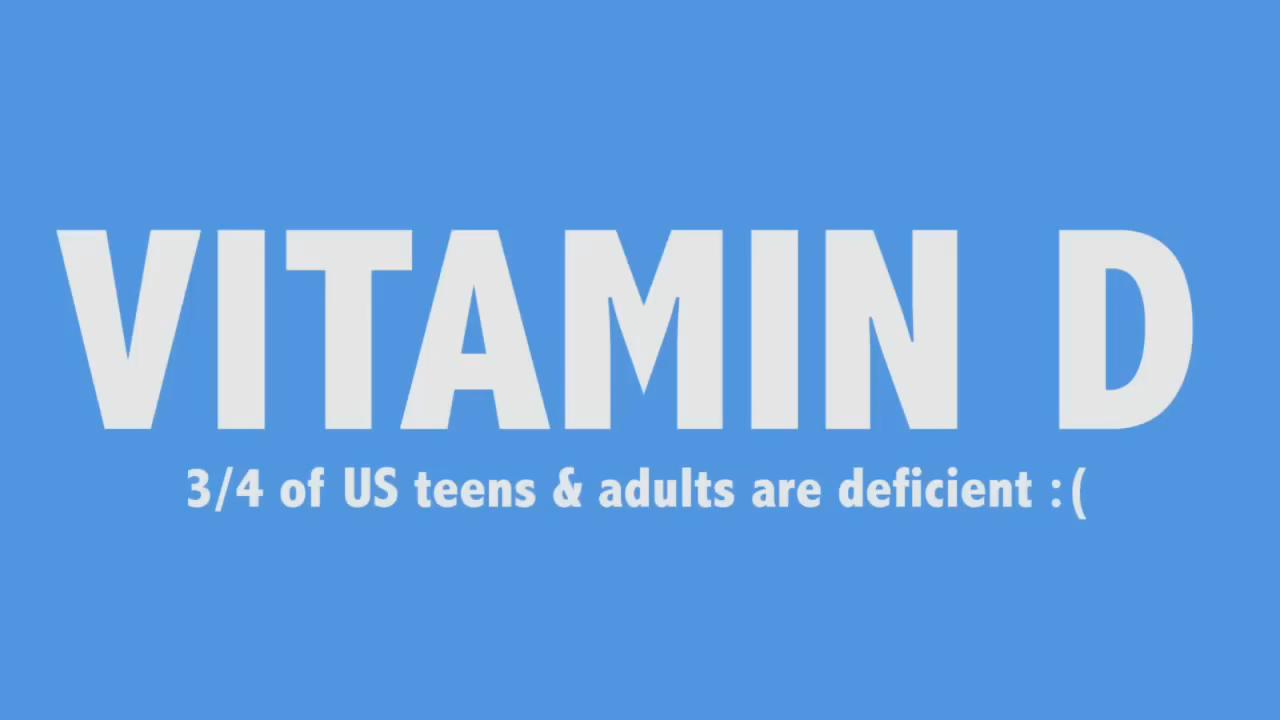 VITAMIN D
3/4 of US teens & adults are deficient :(